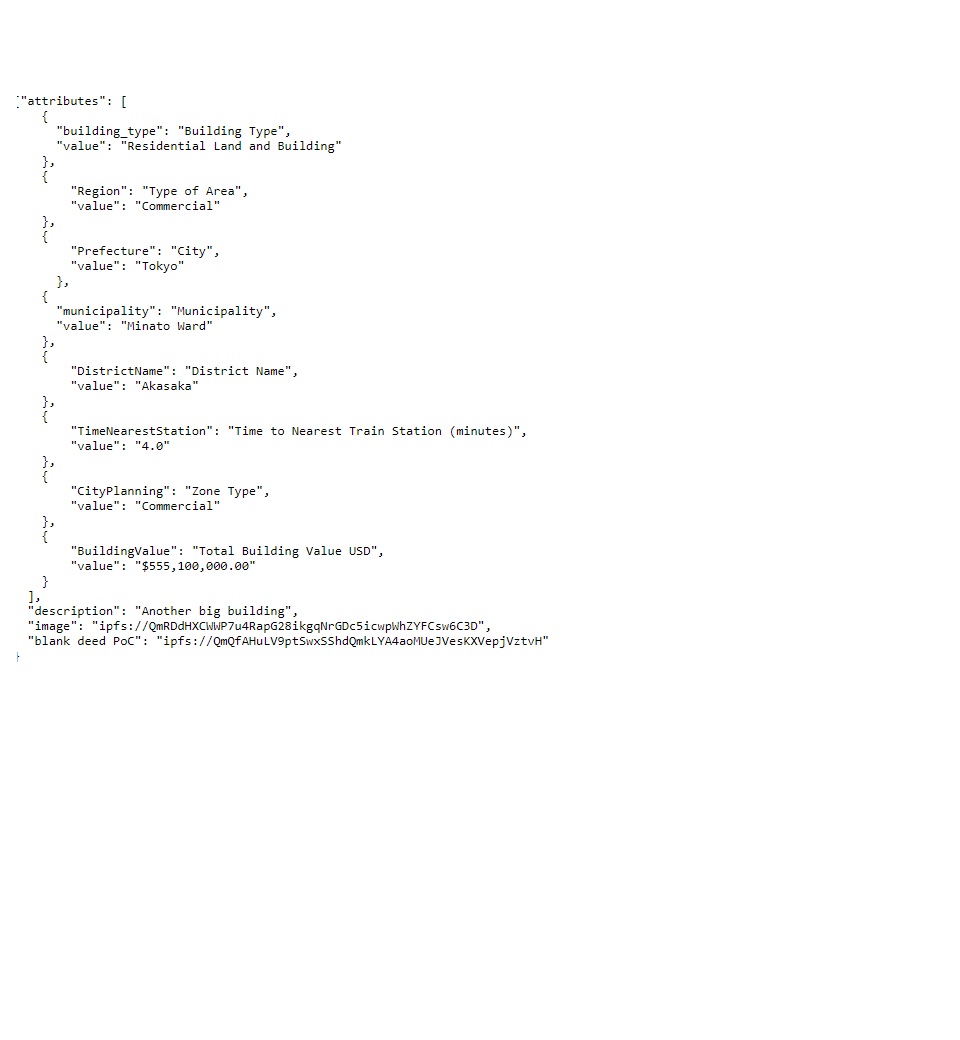 "attributes": [
{
"building_type": "Building Type",
"value": "Residential Land and Building"
},
{
"Region": "Type of Area",
"value": "Commercial"
},
{
"Prefecture": "City",
"value": "Tokyo"
},
{
"municipality": "Municipality",
"value": "Minato Ward"
},
{
"DistrictName": "District Name",
"value": "Akasaka"
},
{
"TimeNearestStation": "Time to Nearest Train Station (minutes)",
"value": "4.0"
},
{
"CityPlanning": "Zone Type",
"value": "Commercial"
},
{
"BuildingValue": "Total Building Value USD",
"value": "$555,100,000.00"
}
],
"description": "Another big building",
"image": "ipfs://QmRDdHXCWWP7u4RapG28ikgqNrGDc5icwpWhZYFCsw6C3D",
"blank deed PoC": "ipfs://QmQfAHuLV9ptSwxSShdQmkLYA4aoMUeJVesKXVepjVztvH"
}